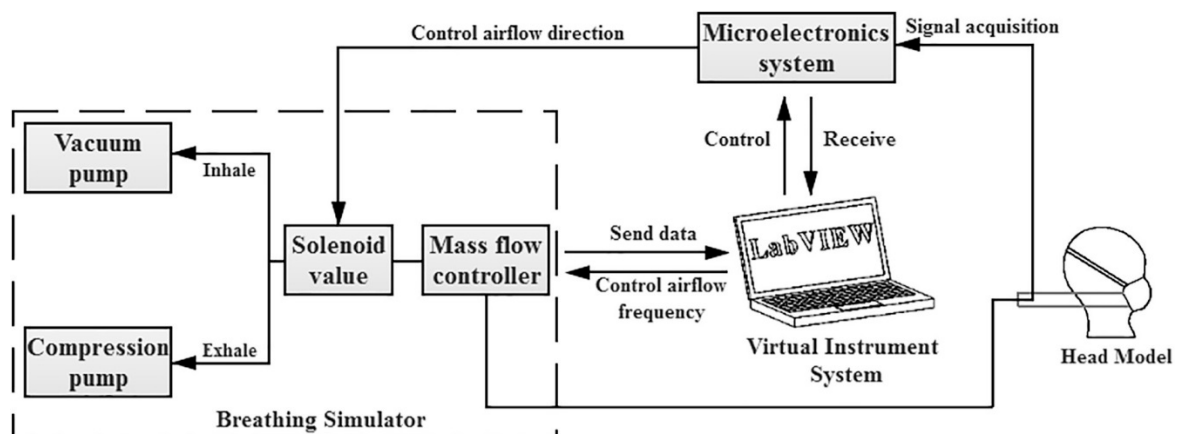 Control airflow direction
Microelectronics
system
Signal acquisition
Vacuum
pump
Inhale
Control
Receive
Solenoid
value
Mass flow
controller
Send data
Control airflow
frequency
LabVIEW
Compression
pump
Exhale
Virtual Instrument
System
Head Model
Breathing Simulator